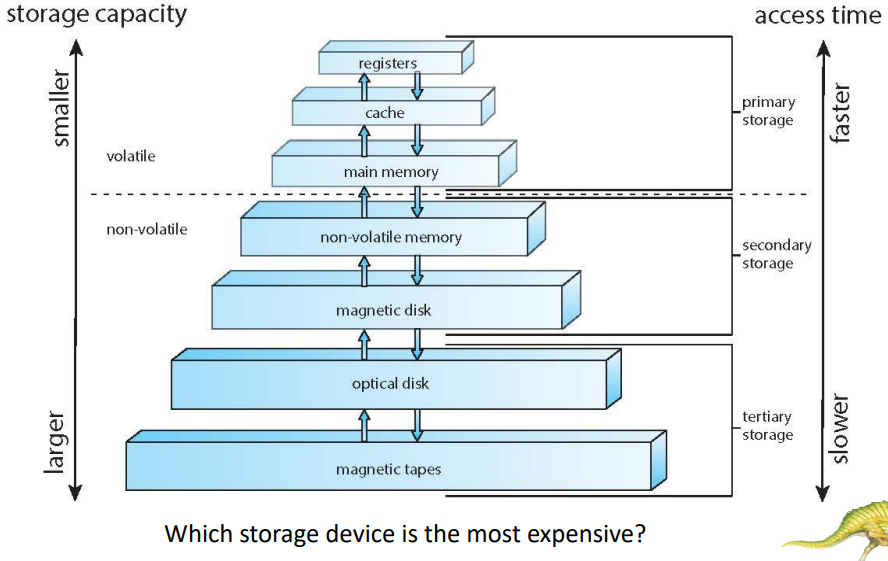 storage capacity
access time
smaller
larger
volatile
non-volatile
registers
cache
main memory
non-volatile memory
magnetic disk
optical disk
magnetic tapes
primary
storage
secondary
storage
tertiary
storage
faster
slower
Which storage device is the most expensive?